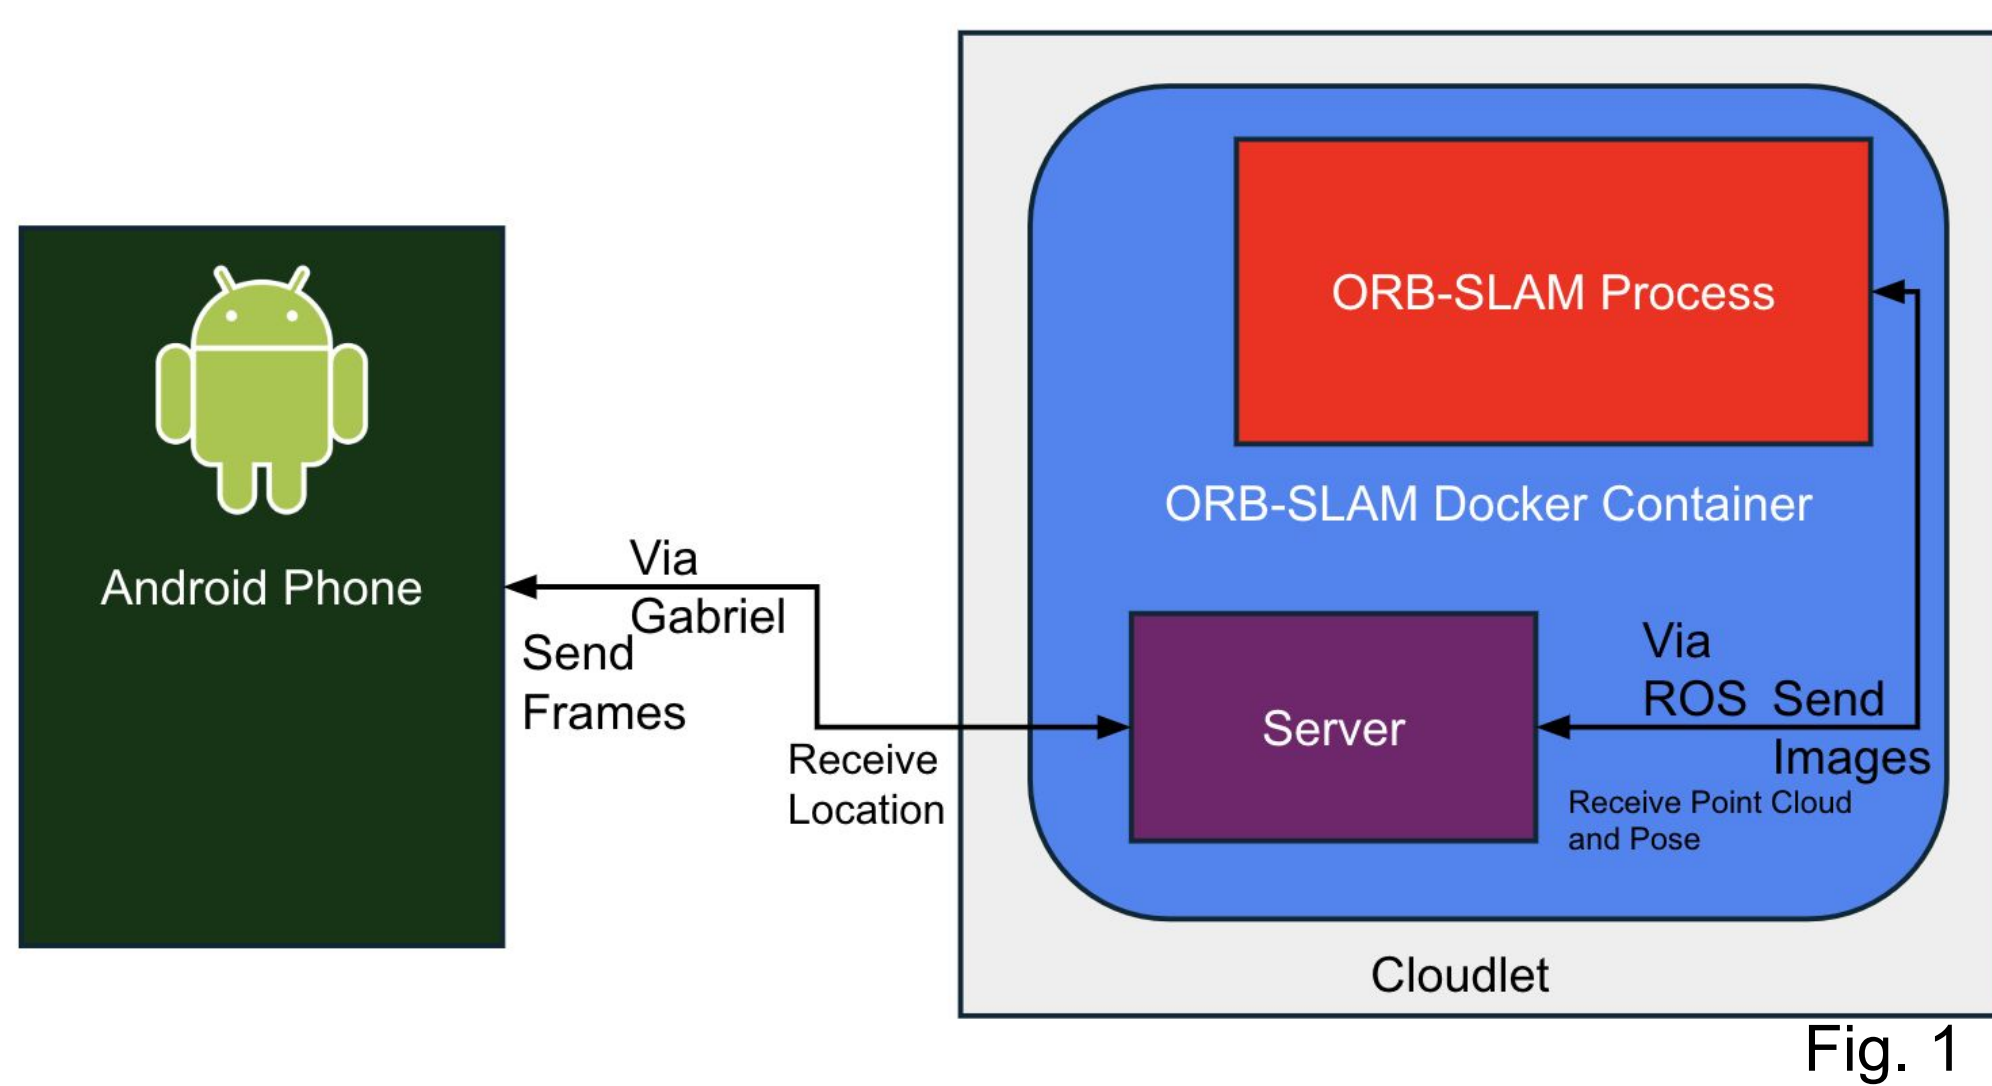 ORB-SLAM Process
ORB-SLAM Docker Container
Android Phone
Via
Gabriel
Send
Frames
Receive
Location
Server
Via
ROS
Send
Images
Receive Point Cloud
and Pose
Cloudlet
Fig. 1